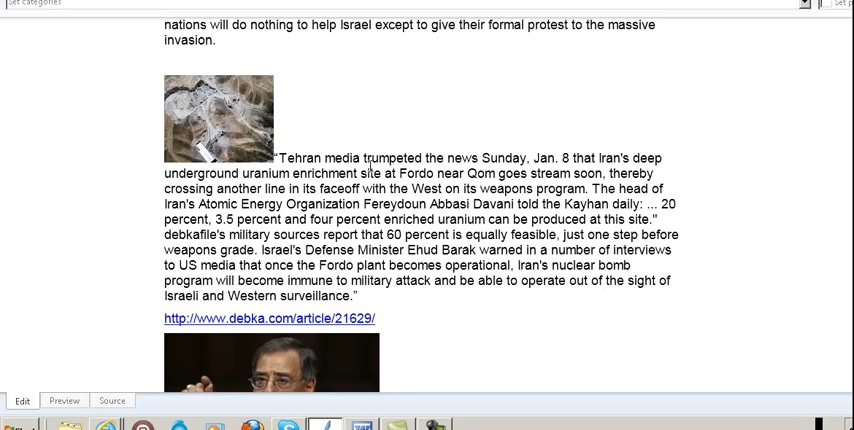 Set categories
Set p
nations will do nothing to help Israel except to give their formal protest to the massive
invasion.
“Tehran media trumpeted the news Sunday, Jan. 8 that Iran's deep
underground uranium enrichment site at Fordo near Qom goes stream soon, thereby
crossing another line in its faceoff with the West on its weapons program. The head of
Iran's Atomic Energy Organization Fereydoun Abbasi Davani told the Kayhan daily: ... 20
percent, 3.5 percent and four percent enriched uranium can be produced at this site."
debkafile's military sources report that 60 percent is equally feasible, just one step before
weapons grade. Israel's Defense Minister Ehud Barak warned in a number of interviews
to US media that once the Fordo plant becomes operational, Iran's nuclear bomb
program will become immune to military attack and be able to operate out of the sight of
Israeli and Western surveillance.”
http://www.debka.com/article/21629/
Edit Preview Source